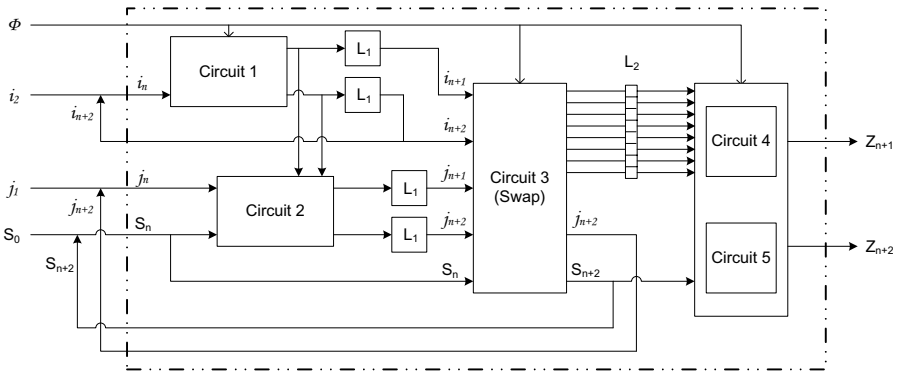 Φ
L₁
L₂
Circuit 1
iₙ₊₁
i₂
iₙ
L₁
iₙ₊₂
iₙ₊₂
Circuit 4
Zₙ₊₁
Circuit 3
(Swap)
j₁
jₙ
jₙ₊₁
jₙ₊₂
Circuit 2
L₁
jₙ₊₂
jₙ₊₂
S₀
Sₙ
L₁
Circuit 5
Zₙ₊₂
Sₙ₊₂
Sₙ
Sₙ₊₂